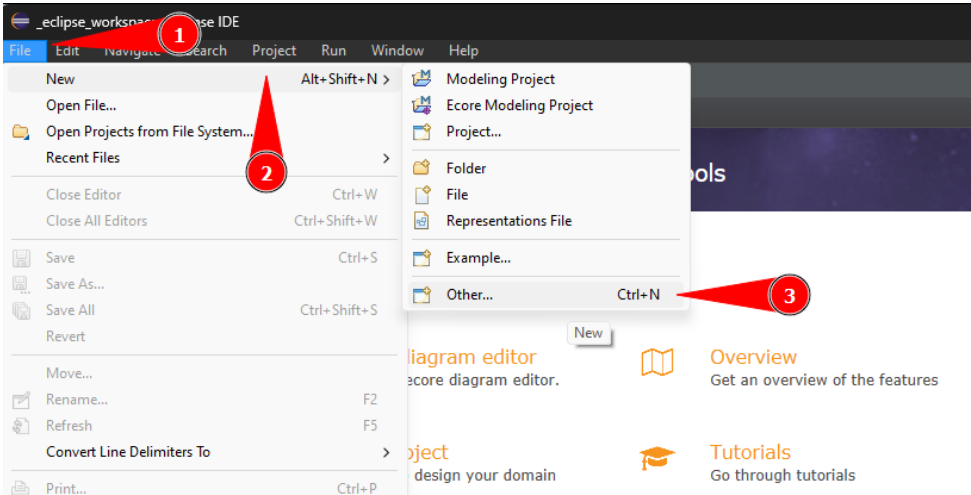 _eclipse_workspa
se IDE
1
File Edit Navigate Search Project Run Window Help
New Alt+Shift+N >
Open File...
Open Projects from File System...
Recent Files >
2
Close Editor Ctrl+W
Close All Editors Ctrl+Shift+W
Save Ctrl+S
Save As...
Save All Ctrl+Shift+S
Revert
Move...
Rename... F2
Refresh F5
Convert Line Delimiters To >
Print... Ctrl+P
Modeling Project
Ecore Modeling Project
Project...
Folder
File
Representations File
Example...
Other... Ctrl+N
3
New
ols
iagram editor
ecore diagram editor.
oject
design your domain
Overview
Get an overview of the features
Tutorials
Go through tutorials